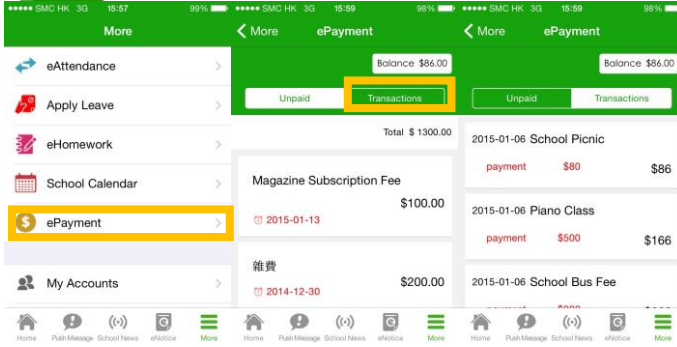 SMC HK 3G 15:57 99%
More
eAttendance
Apply Leave
eHomework
School Calendar
ePayment
My Accounts
Home Push Message School News eNotice More
SMC HK 3G 15:59 98%
More ePayment
Balance $86.00
Unpaid Transactions
Total $ 1300.00
Magazine Subscription Fee
$100.00
2015-01-13
雜費
$200.00
2014-12-30
Home Push Message School News eNotice More
SMC HK 3G 15:59 98%
More ePayment
Balance $86.00
Unpaid Transactions
2015-01-06 School Picnic
payment $80 $86
2015-01-06 Piano Class
payment $500 $166
2015-01-06 School Bus Fee
Home Push Message School News eNotice More